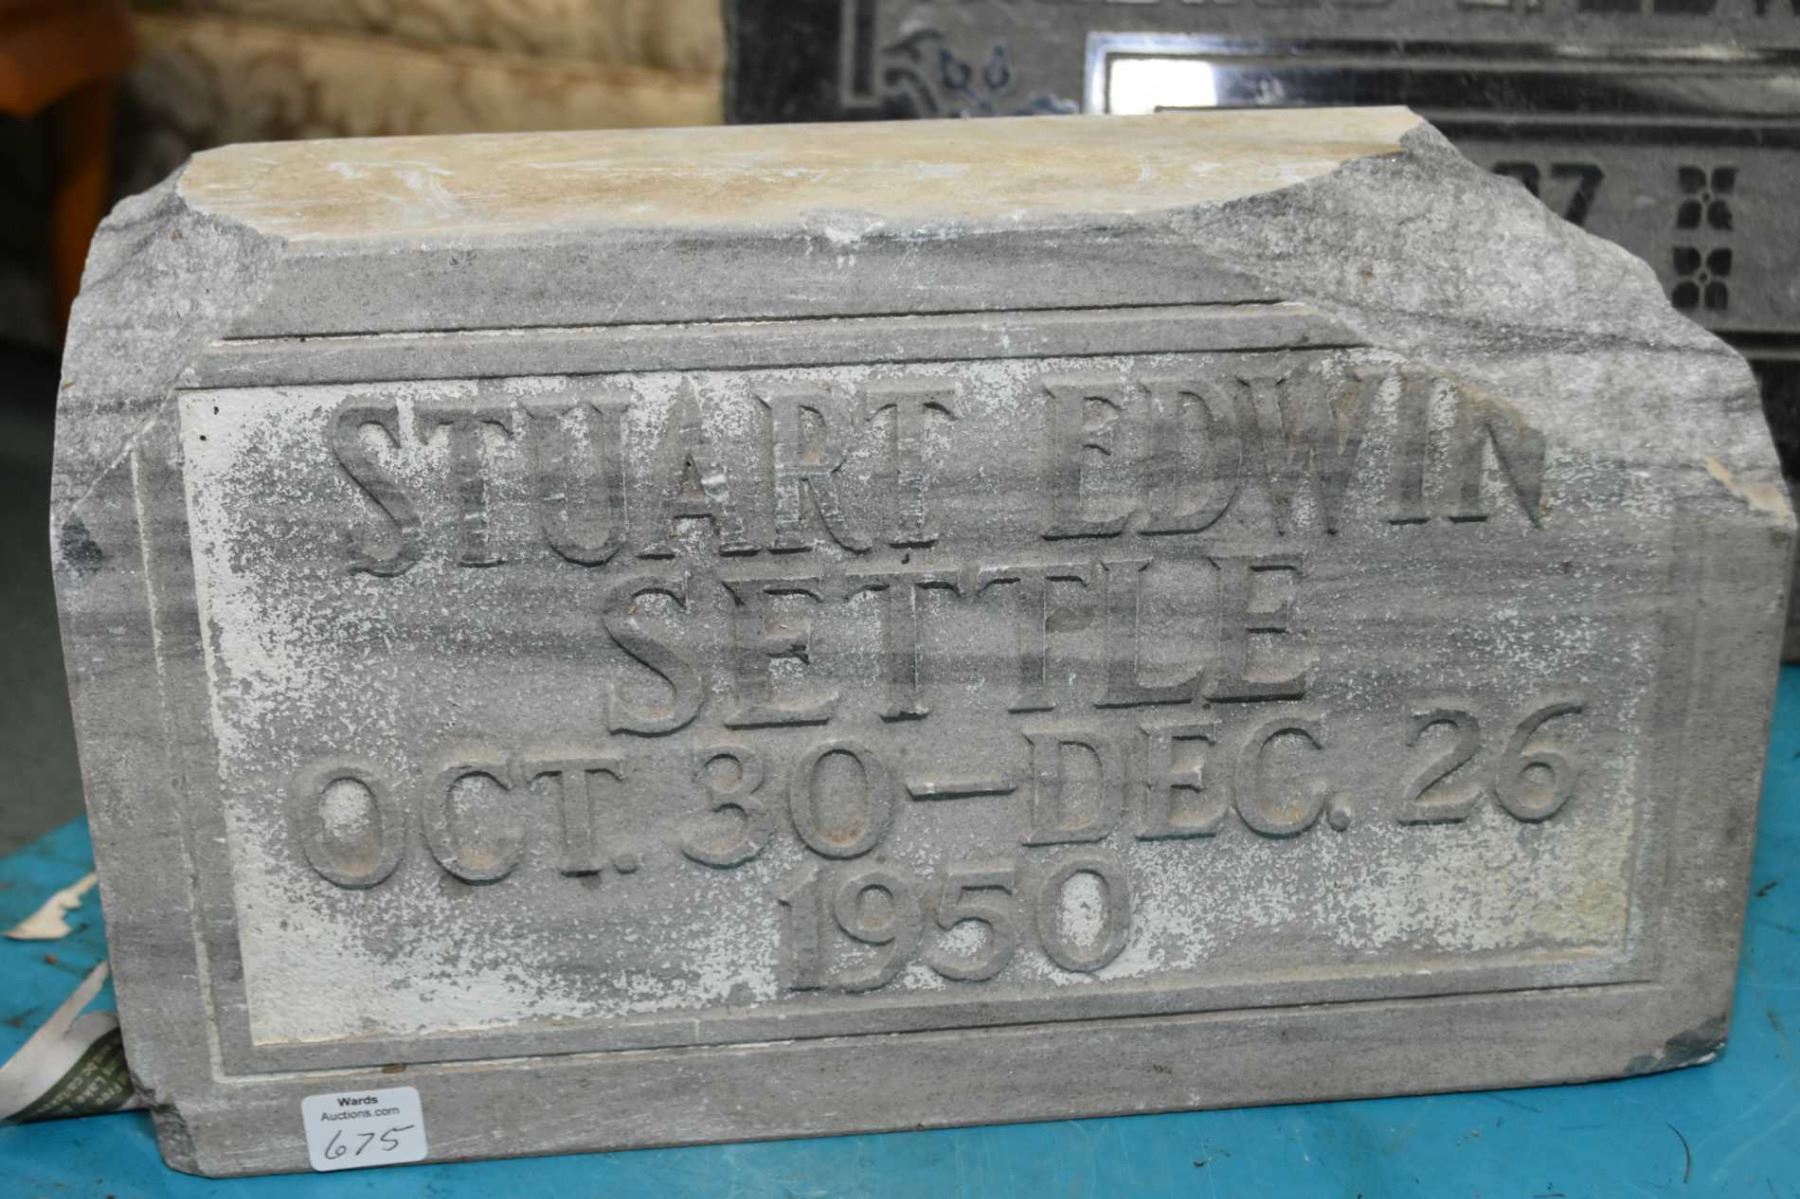 STUART EDWIN
SETTLE
OCT. 30 — DEC. 26
1950
Wards
Auctions.com
675